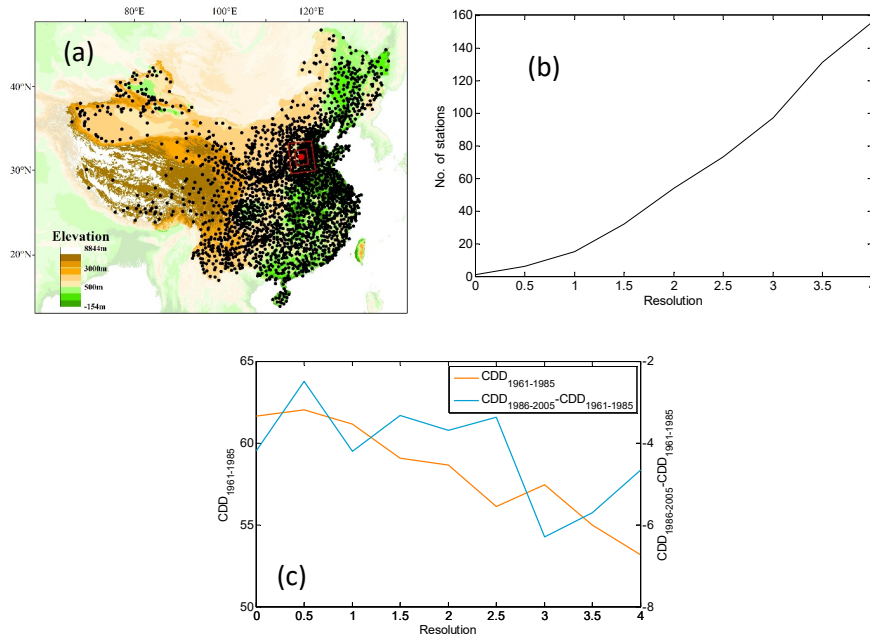 80°E 100°E 120°E
(a)
40°N
30°N
20°N
Elevation
8844m
3000m
500m
-154m
(b)
160
140
120
100
80
60
40
20
0
No. of stations
0 0.5 1 1.5 2 2.5 3 3.5 4
Resolution
65
60
55
50
CDD1961-1985
CDD1961-1985
CDD1986-2005-CDD1961-1985
-2
-4
-6
-8
CDD1986-2005-CDD1961-1985
(c)
0 0.5 1 1.5 2 2.5 3 3.5 4
Resolution